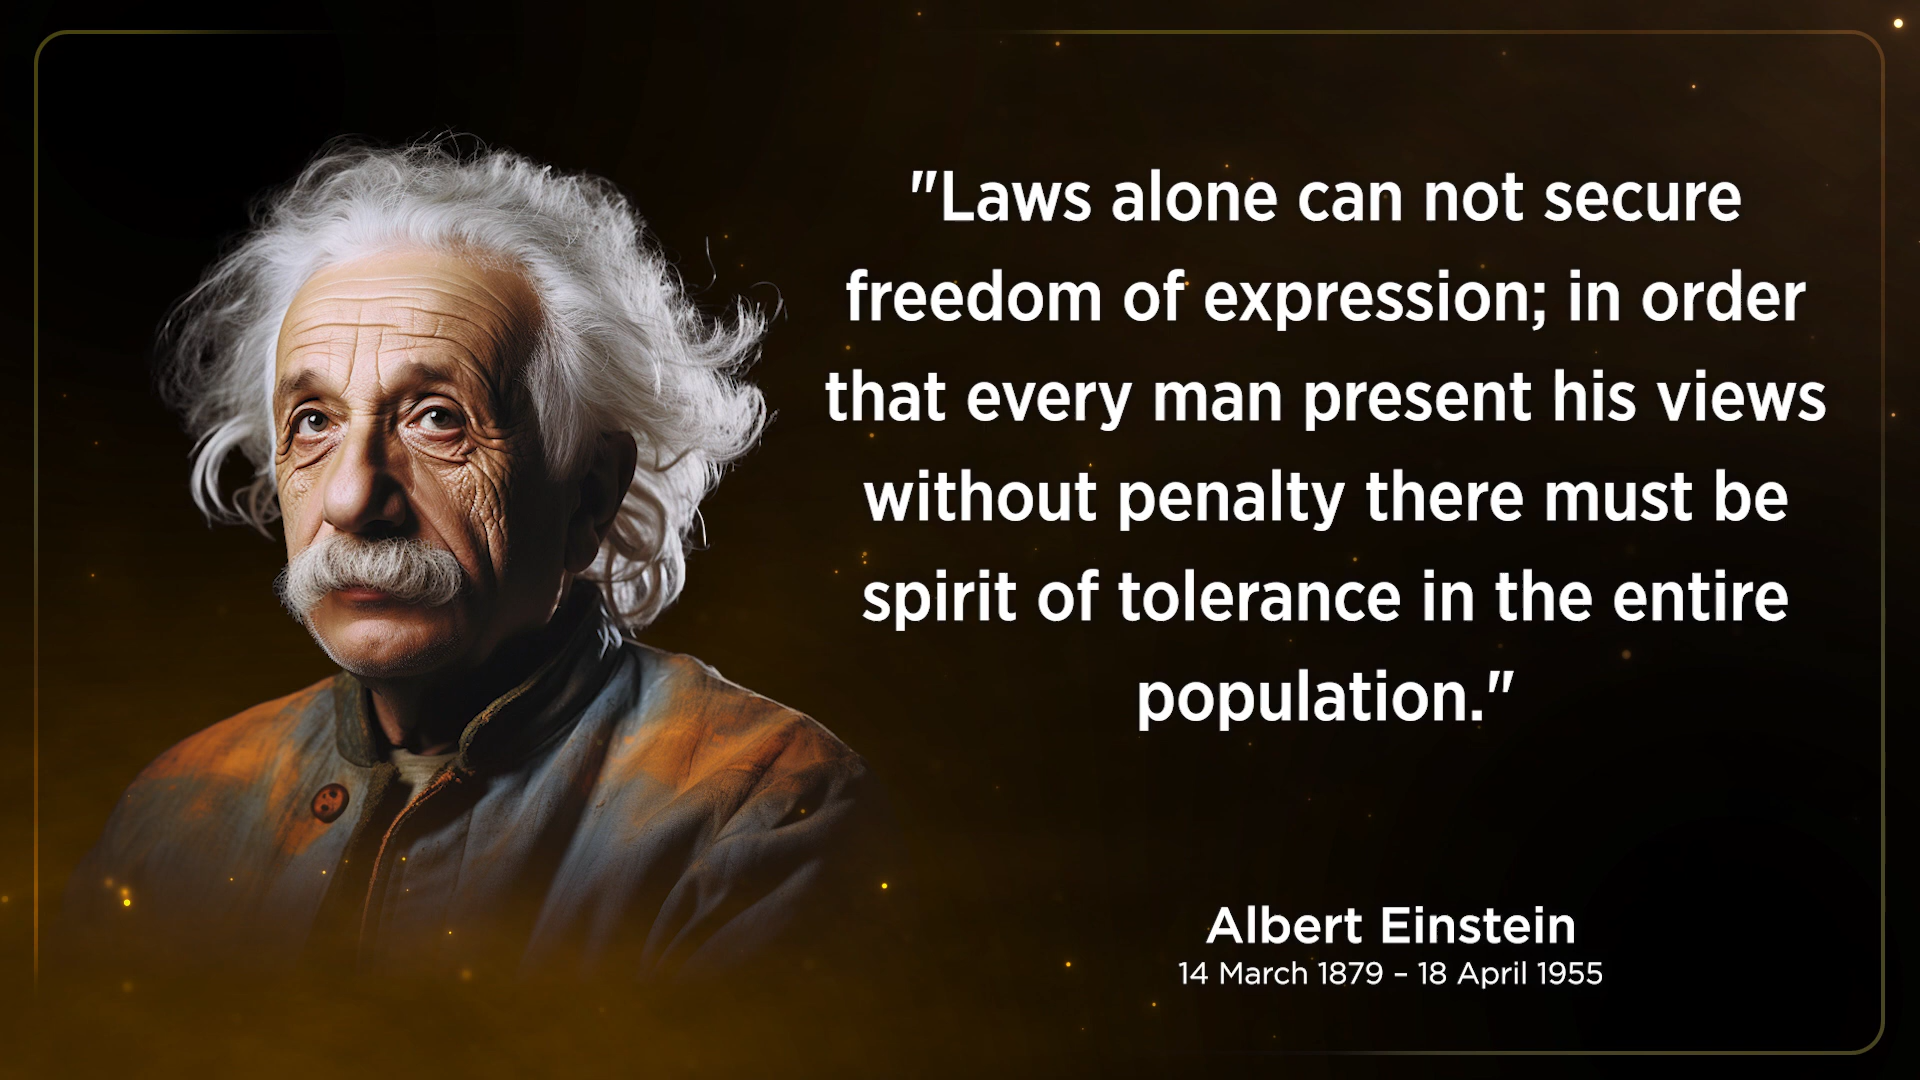 "Laws alone can not secure
freedom of expression; in order
that every man present his views
without penalty there must be
spirit of tolerance in the entire
population."
Albert Einstein
14 March 1879 – 18 April 1955